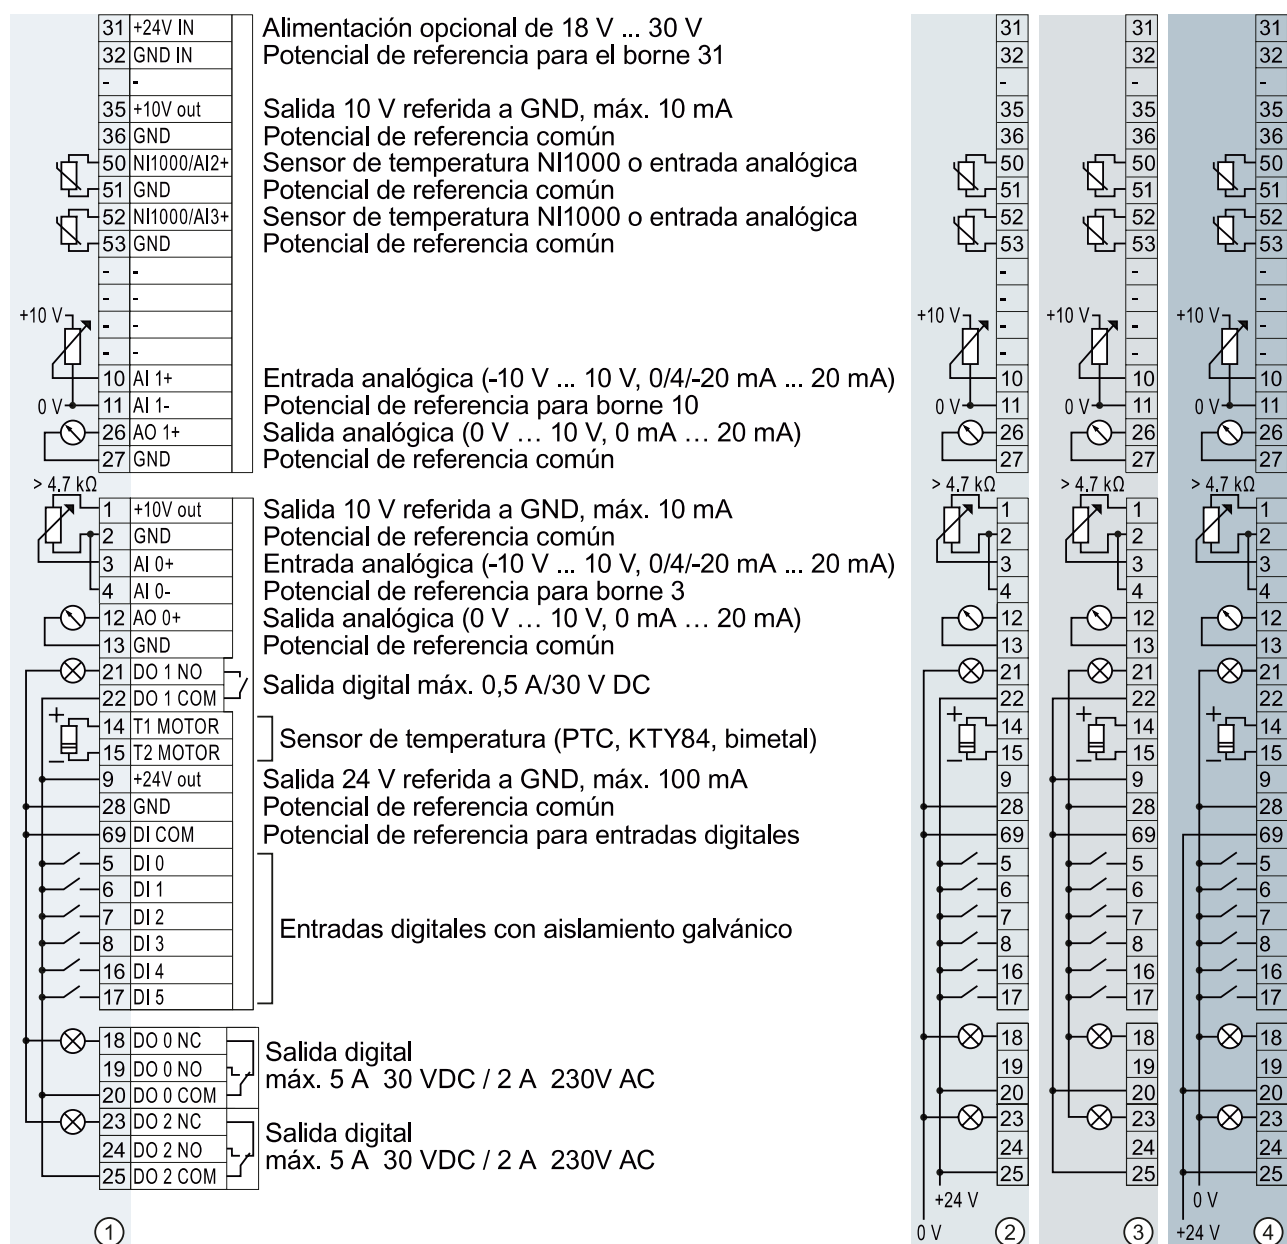 31 +24V IN Alimentación opcional de 18 V ... 30 V
32 GND IN Potencial de referencia para el borne 31
- -
35 +10V out Salida 10 V referida a GND, máx. 10 mA
36 GND Potencial de referencia común
50 NI1000/AI2+ Sensor de temperatura NI1000 o entrada analógica
51 GND Potencial de referencia común
52 NI1000/AI3+ Sensor de temperatura NI1000 o entrada analógica
53 GND Potencial de referencia común
- -
- -
+10 V - -
- -
10 AI 1+ Entrada analógica (-10 V ... 10 V, 0/4/-20 mA ... 20 mA)
0 V 11 AI 1- Potencial de referencia para borne 10
26 AO 1+ Salida analógica (0 V ... 10 V, 0 mA ... 20 mA)
27 GND Potencial de referencia común
> 4.7 kΩ
1 +10V out Salida 10 V referida a GND, máx. 10 mA
2 GND Potencial de referencia común
3 AI 0+ Entrada analógica (-10 V ... 10 V, 0/4/-20 mA ... 20 mA)
4 AI 0- Potencial de referencia para borne 3
12 AO 0+ Salida analógica (0 V ... 10 V, 0 mA ... 20 mA)
13 GND Potencial de referencia común
21 DO 1 NO
22 DO 1 COM
Salida digital máx. 0,5 A/30 V DC
+ 14 T1 MOTOR
- 15 T2 MOTOR
Sensor de temperatura (PTC, KTY84, bimetal)
9 +24V out Salida 24 V referida a GND, máx. 100 mA
28 GND Potencial de referencia común
69 DI COM Potencial de referencia para entradas digitales
5 DI 0
6 DI 1
7 DI 2
8 DI 3
16 DI 4
17 DI 5
Entradas digitales con aislamiento galvánico
18 DO 0 NC
19 DO 0 NO
20 DO 0 COM
Salida digital
máx. 5 A 30 VDC / 2 A 230V AC
23 DO 2 NC
24 DO 2 NO
25 DO 2 COM
Salida digital
máx. 5 A 30 VDC / 2 A 230V AC
1
31
32
-
35
36
50
51
52
53
-
-
+10 V -
-
10
0 V 11
26
27
> 4.7 kΩ
1
2
3
4
12
13
21
22
+ 14
- 15
9
28
69
5
6
7
8
16
17
18
19
20
23
24
25
+24 V
0 V
2
31
32
-
35
36
50
51
52
53
-
-
+10 V -
-
10
0 V 11
26
27
> 4.7 kΩ
1
2
3
4
12
13
21
22
+ 14
- 15
9
28
69
5
6
7
8
16
17
18
19
20
23
24
25
3
31
32
-
35
36
50
51
52
53
-
-
+10 V -
-
10
0 V 11
26
27
> 4.7 kΩ
1
2
3
4
12
13
21
22
+ 14
- 15
9
28
69
5
6
7
8
16
17
18
19
20
23
24
25
0 V
+24 V
4